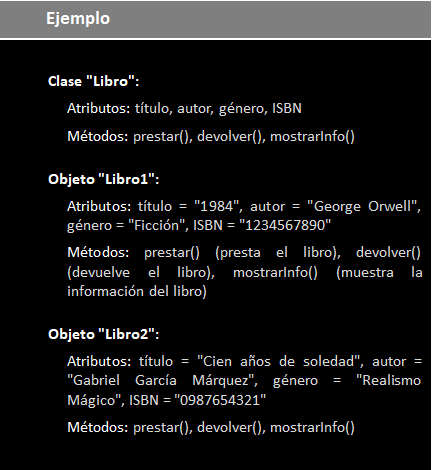 Ejemplo
Clase "Libro":
Atributos: título, autor, género, ISBN
Métodos: prestar(), devolver(), mostrarInfo()
Objeto "Libro1":
Atributos: título = "1984", autor = "George Orwell",
género = "Ficción", ISBN = "1234567890"
Métodos: prestar() (presta el libro), devolver()
(devuelve el libro), mostrarInfo() (muestra la
información del libro)
Objeto "Libro2":
Atributos: título = "Cien años de soledad", autor =
"Gabriel García Márquez", género = "Realismo
Mágico", ISBN = "0987654321"
Métodos: prestar(), devolver(), mostrarInfo()